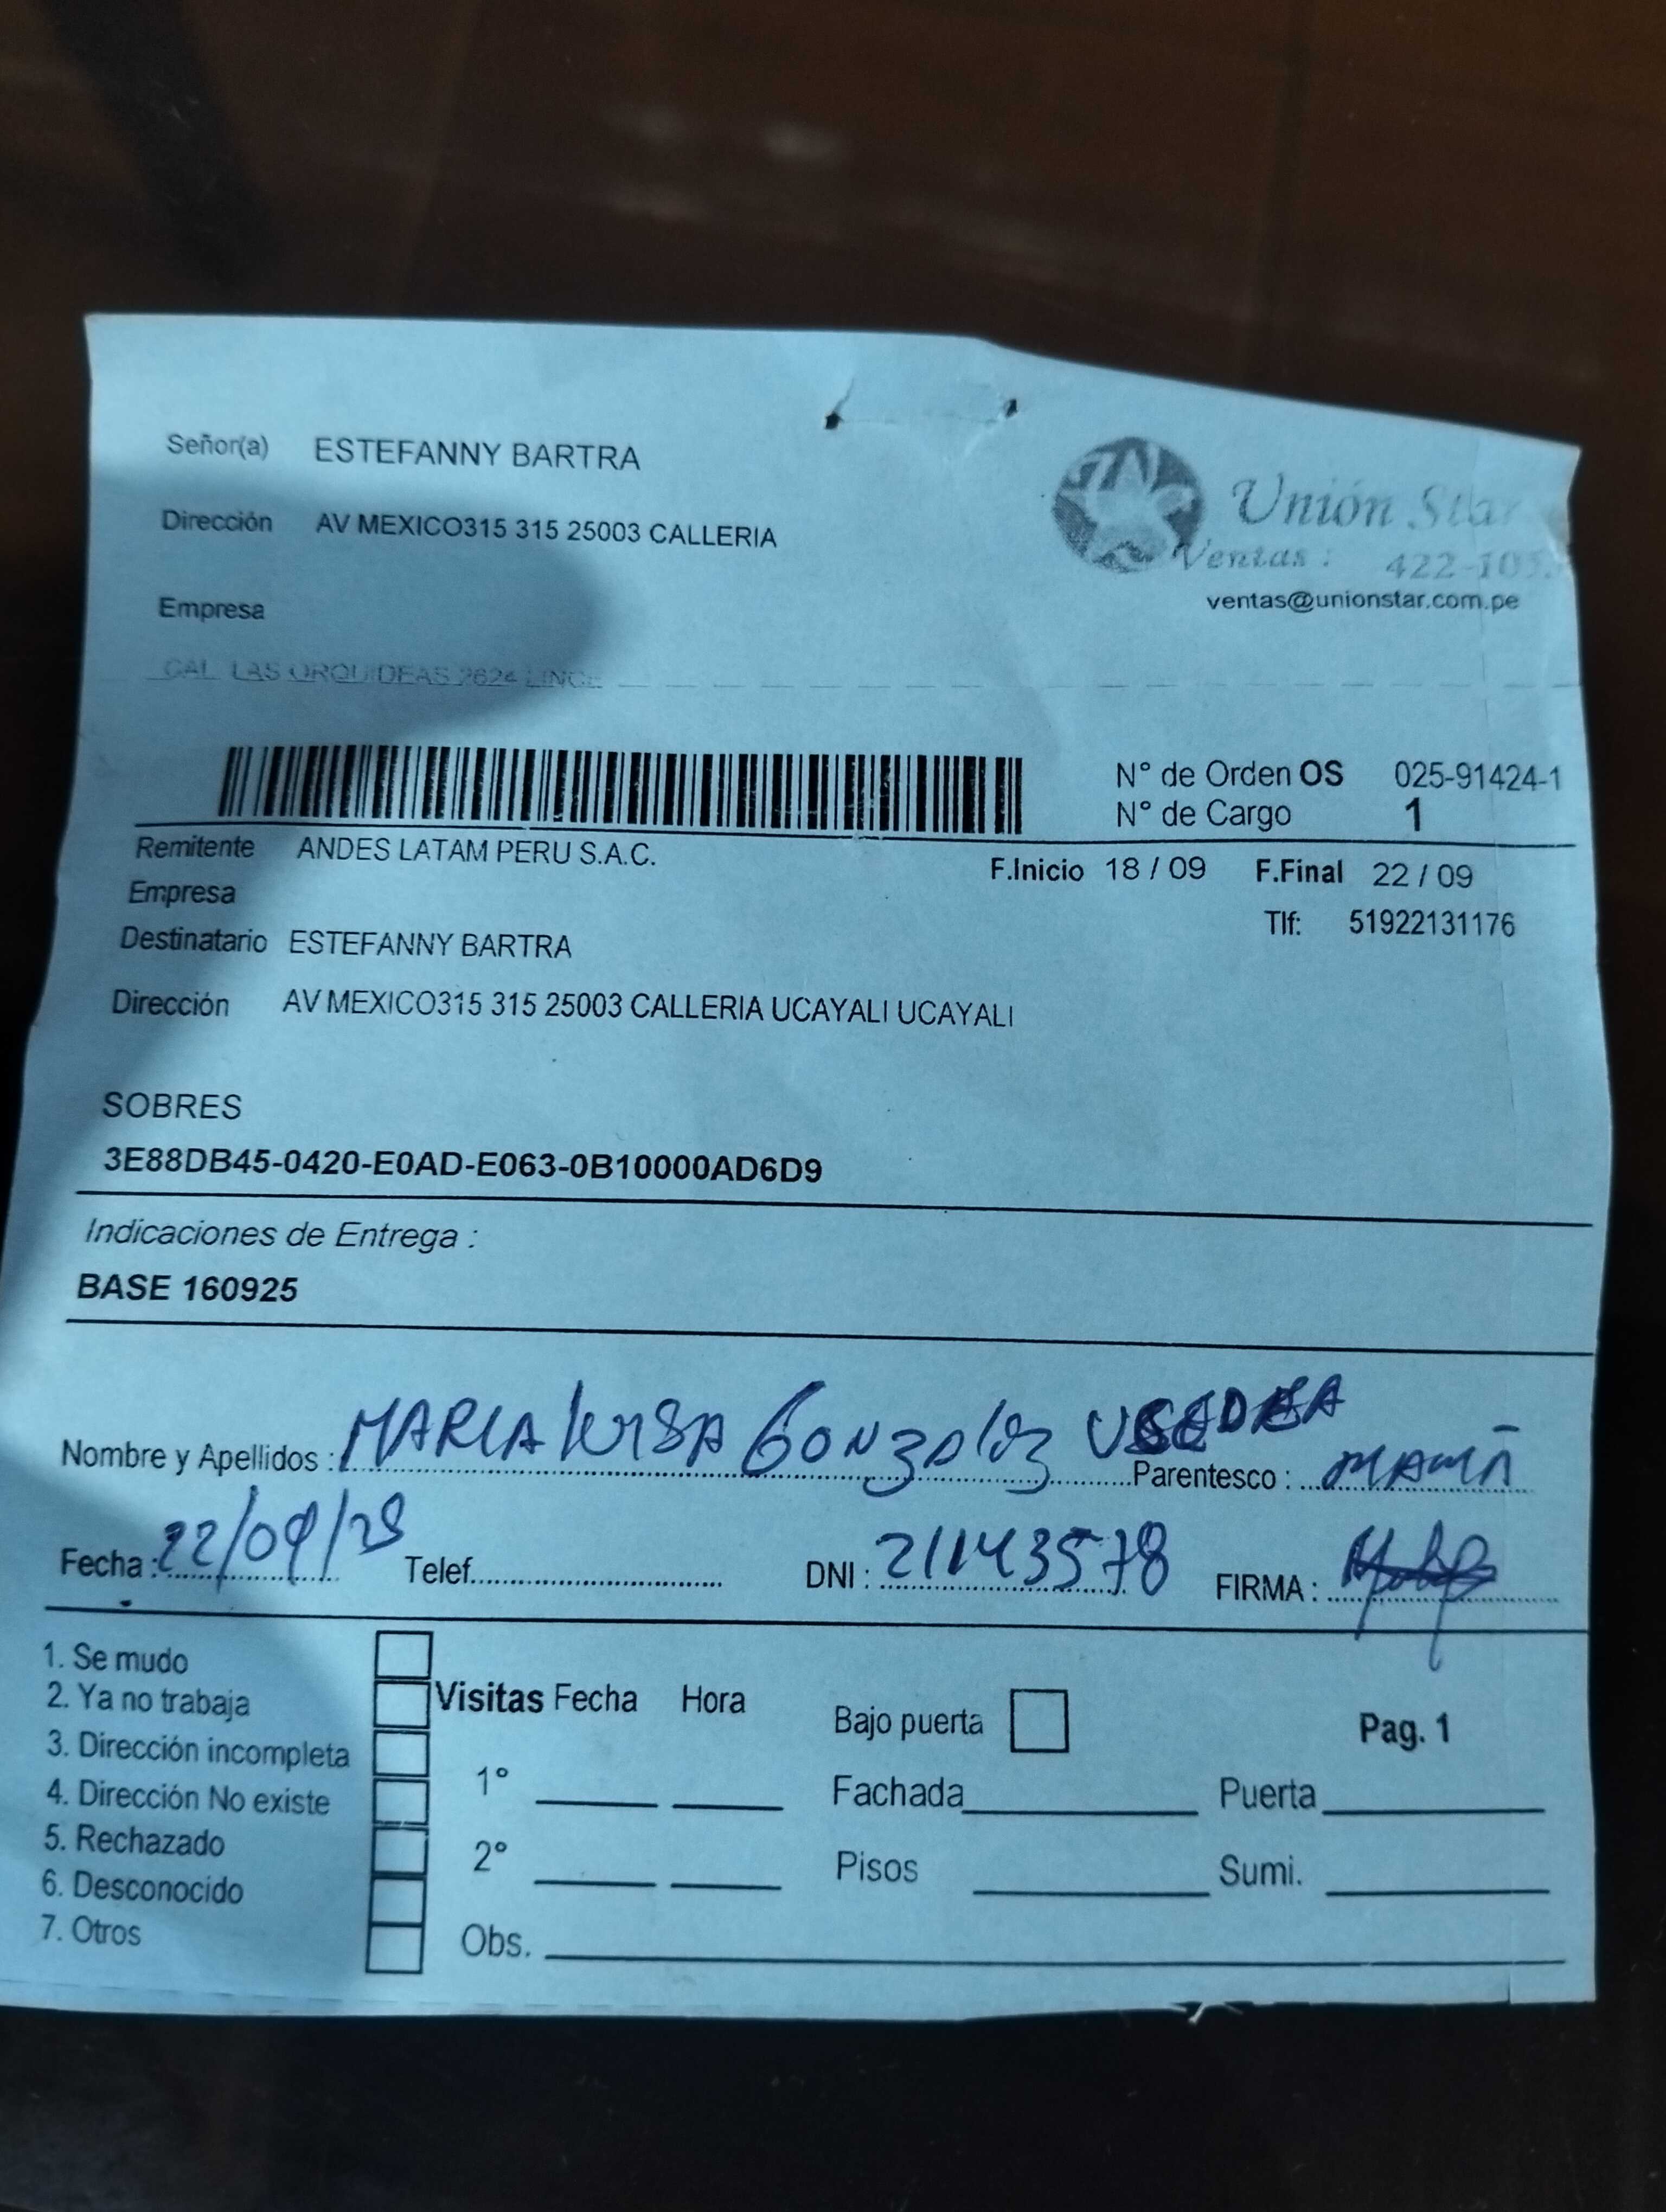 Señor(a) ESTEFANNY BARTRA
Dirección AV MEXICO315 315 25003 CALLERIA
Unión Star
Ventas : 422-105
Empresa
ventas@unionstar.com.pe
CAL LAS ORQUIDEAS 2624 LINCE
N° de Orden OS 025-91424-1
N° de Cargo 1
Remitente ANDES LATAM PERU S.A.C.
F.Inicio 18 / 09 F.Final 22 / 09
Empresa
Tlf: 51922131176
Destinatario ESTEFANNY BARTRA
Dirección AV MEXICO315 315 25003 CALLERIA UCAYALI UCAYALI
SOBRES
3E88DB45-0420-E0AD-E063-0B10000AD6D9
Indicaciones de Entrega :
BASE 160925
Nombre y Apellidos : MARIA luISA GONZalez Parentesco : MAMá
Fecha : 22/09/25 Telef. DNI : 21143578 FIRMA :
1. Se mudo
2. Ya no trabaja
3. Dirección incompleta
4. Dirección No existe
5. Rechazado
6. Desconocido
7. Otros
Visitas Fecha Hora
1°
2°
Obs.
Bajo puerta
Pag. 1
Fachada Puerta
Pisos Sumi.